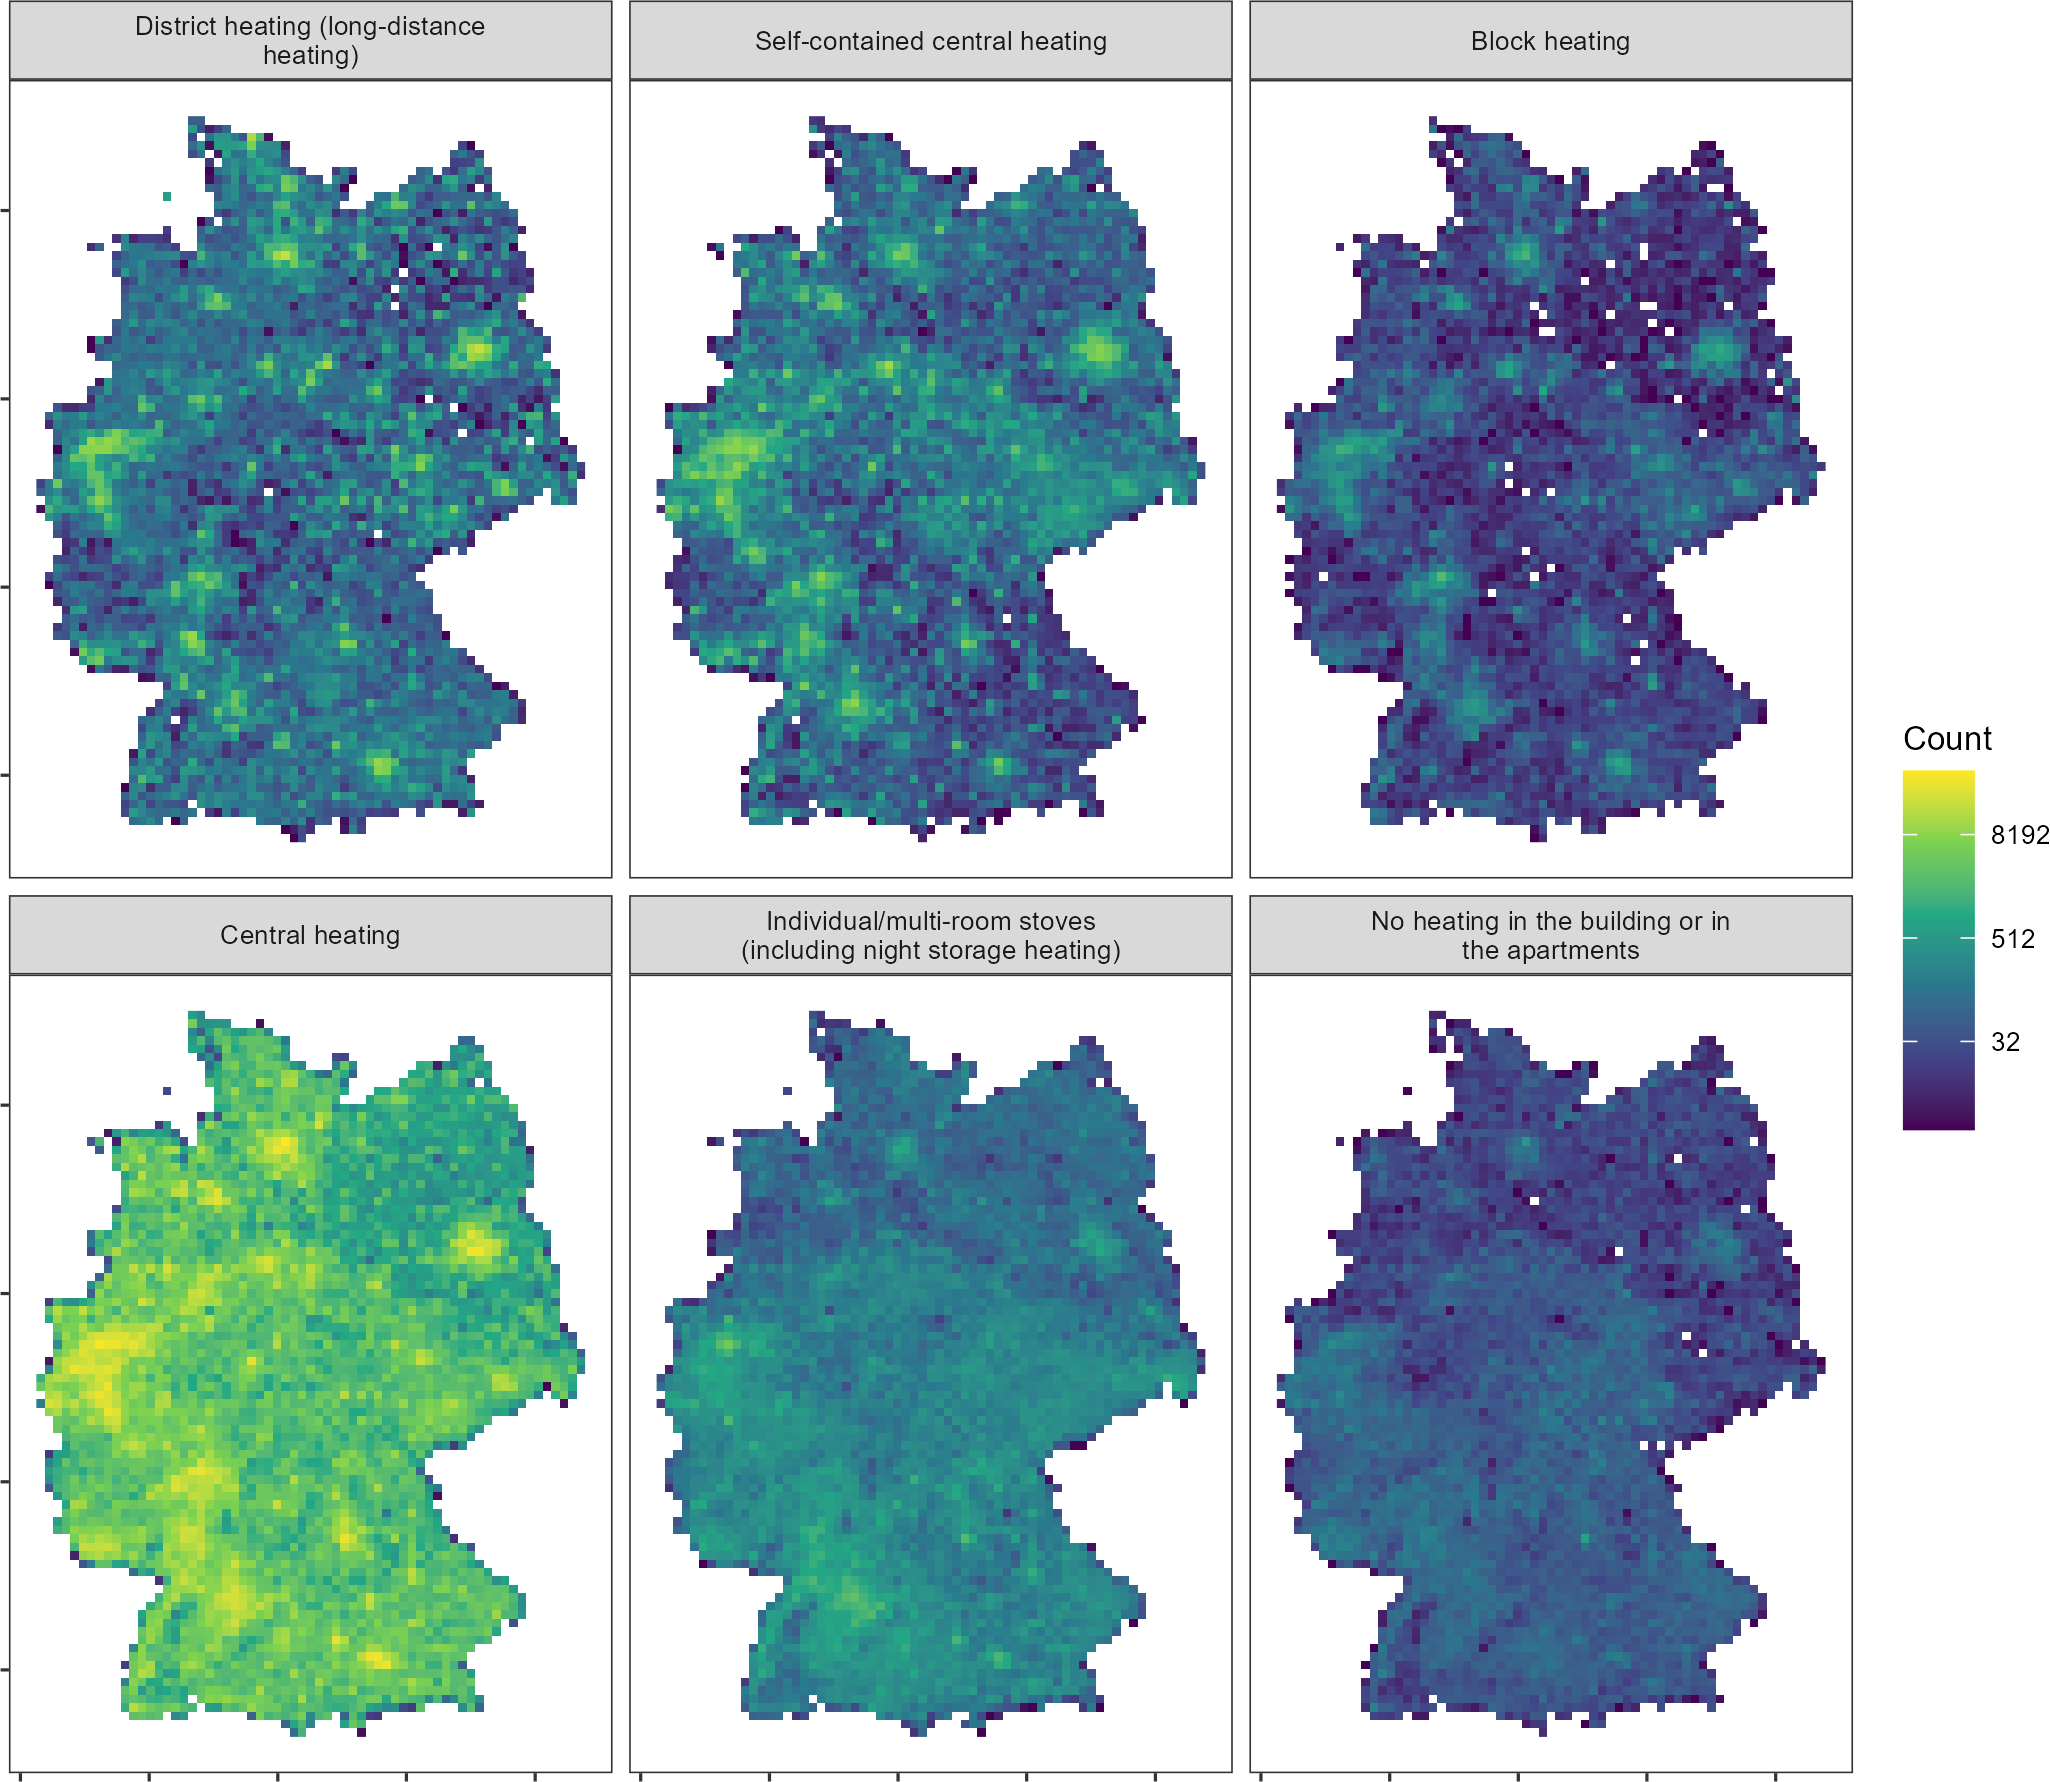 District heating (long-distance
heating)
Self-contained central heating
Block heating
Central heating
Individual/multi-room stoves
(including night storage heating)
No heating in the building or in
the apartments
Count
8192
512
32